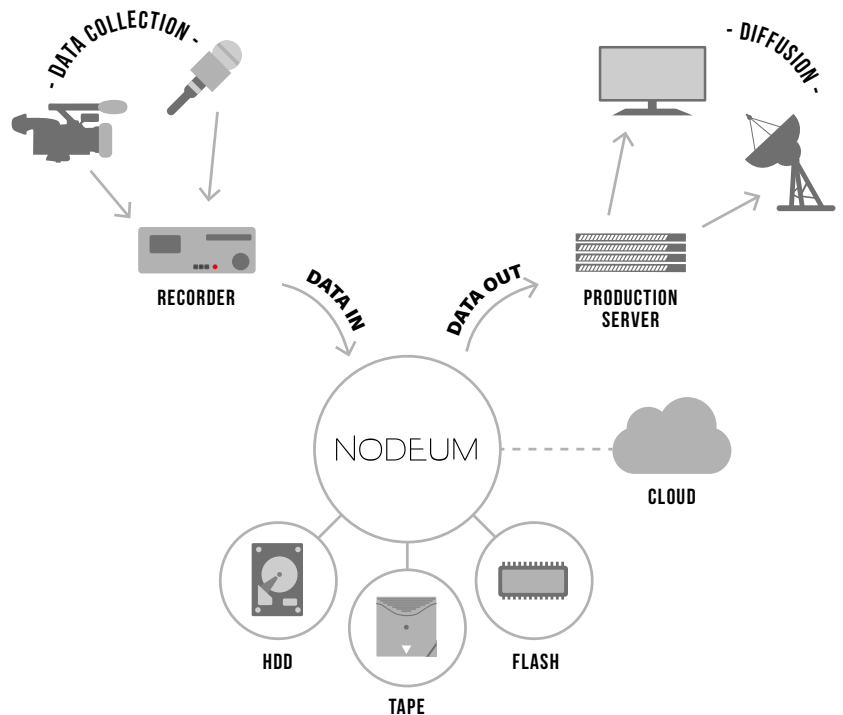 - DATA COLLECTION -
- DIFFUSION -
RECORDER
DATA IN
DATA OUT
PRODUCTION
SERVER
NODEUM
CLOUD
HDD
TAPE
FLASH